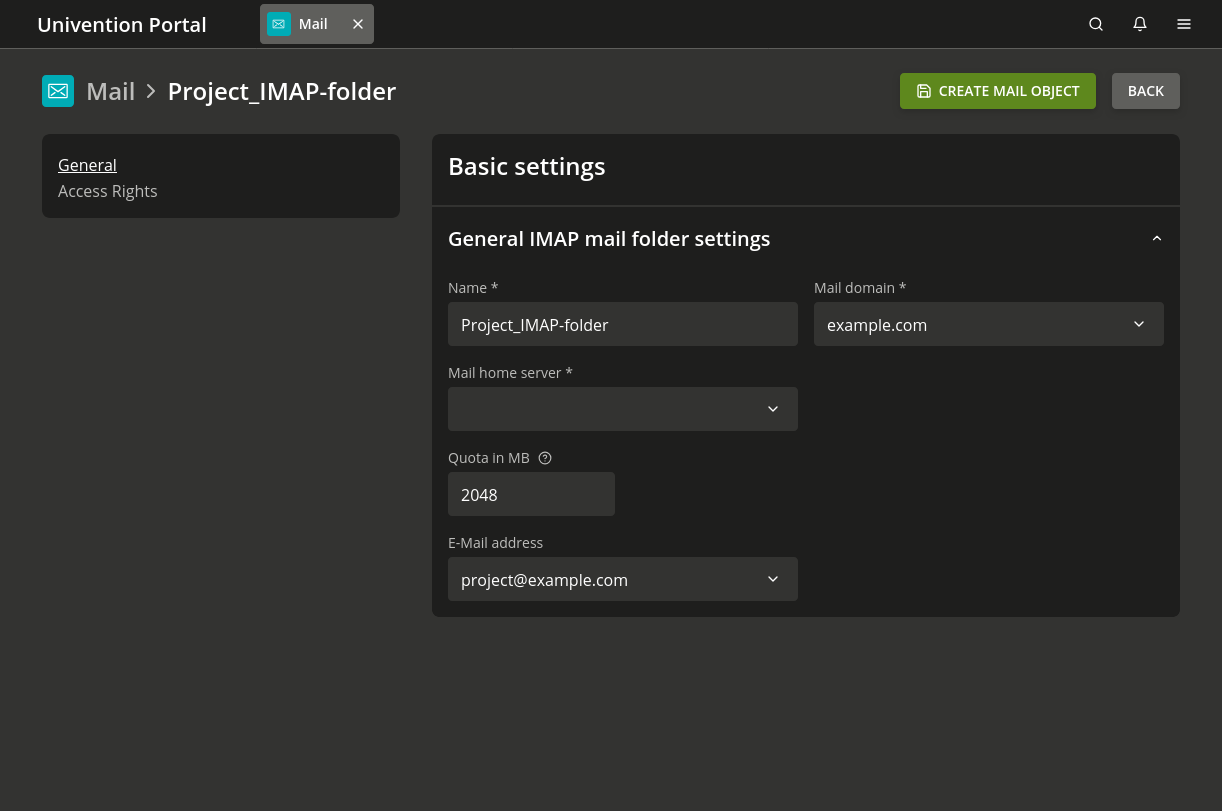 Univention Portal
Mail
Mail > Project_IMAP-folder
CREATE MAIL OBJECT
BACK
General
Access Rights
Basic settings
General IMAP mail folder settings
Name *
Mail domain *
Project_IMAP-folder
example.com
Mail home server *
Quota in MB
2048
E-Mail address
project@example.com